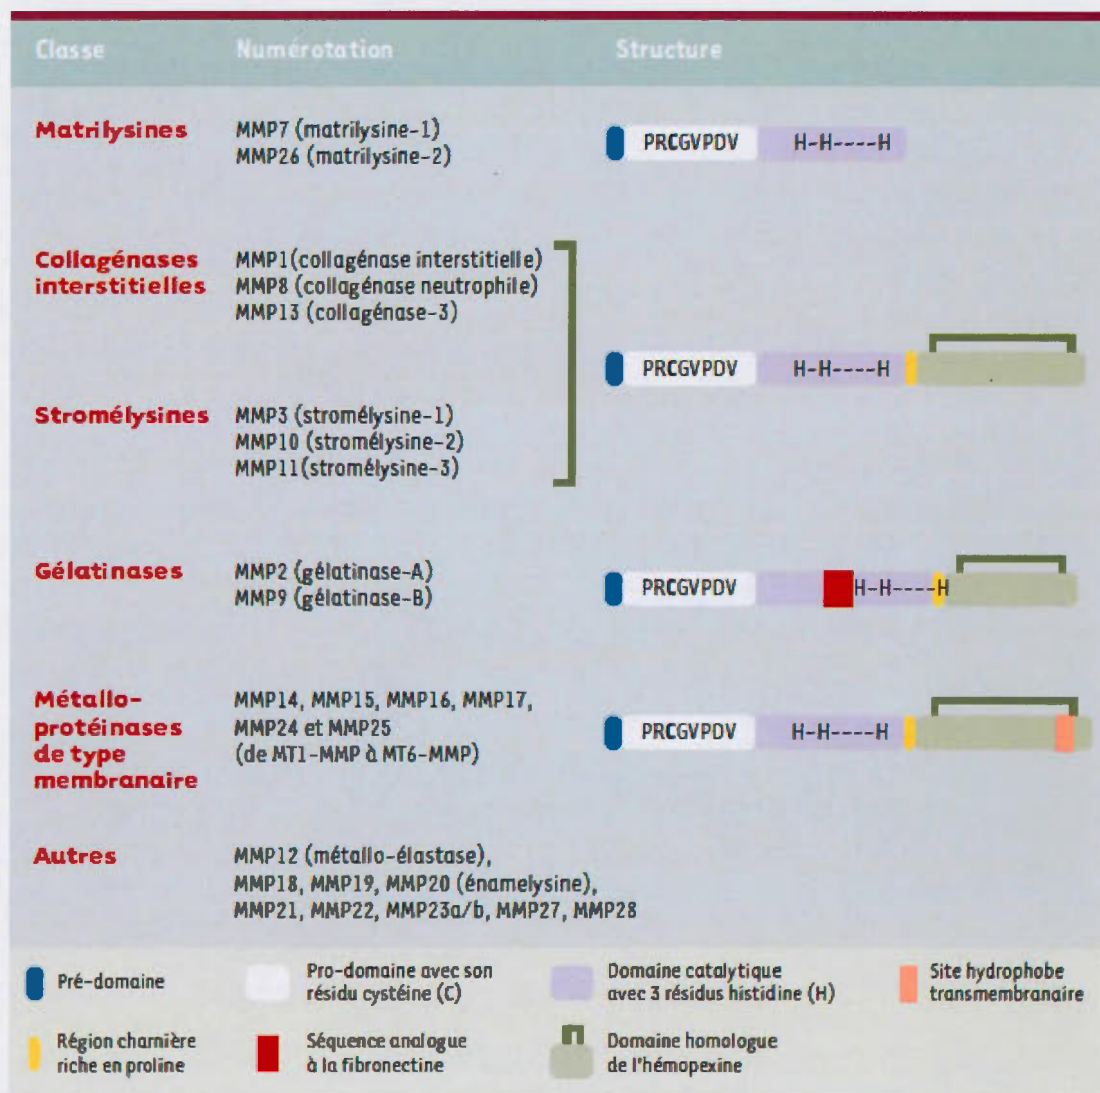 Classe Numérotation Structure
Matrilysines MMP7 (matrilysine-1)
MMP26 (matrilysine-2)
PRCGVPDV H-H----H
Collagénases
interstitielles
MMP1(collagénase interstitielle)
MMP8 (collagénase neutrophile)
MMP13 (collagénase-3)
PRCGVPDV H-H----H
Stromélysines
MMP3 (stromélysine-1)
MMP10 (stromélysine-2)
MMP11(stromélysine-3)
Gélatinases
MMP2 (gélatinase-A)
MMP9 (gélatinase-B)
PRCGVPDV H-H----H
Métallo-
protéinases
de type
membranaire
MMP14, MMP15, MMP16, MMP17,
MMP24 et MMP25
(de MT1-MMP à MT6-MMP)
PRCGVPDV H-H----H
Autres
MMP12 (métallo-élastase),
MMP18, MMP19, MMP20 (énamelysine),
MMP21, MMP22, MMP23a/b, MMP27, MMP28
Pré-domaine
Pro-domaine avec son
résidu cystéine (C)
Domaine catalytique
avec 3 résidus histidine (H)
Site hydrophobe
transmembranaire
Région charnière
riche en proline
Séquence analogue
à la fibronectine
Domaine homologue
de l'hémopexine